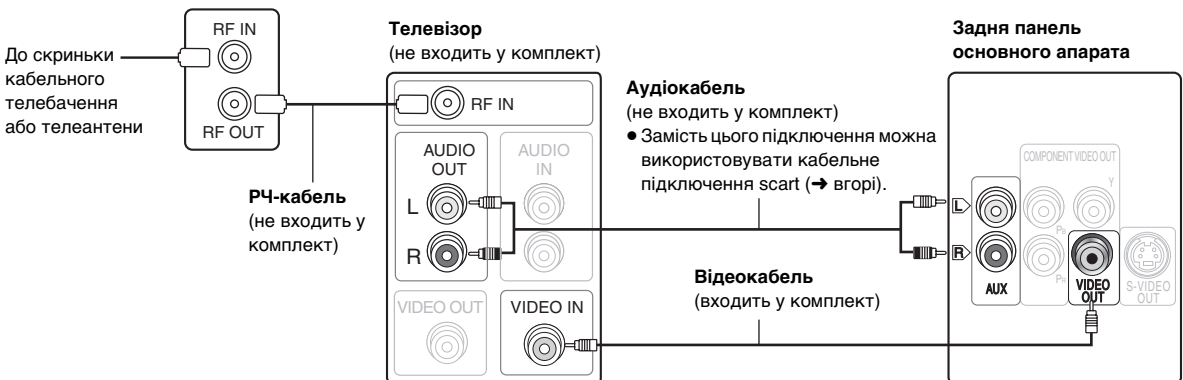 До скриньки
кабельного
телебачення
або телеантени
RF IN
RF OUT
РЧ-кабель
(не входить у
комплект)
Телевізор
(не входить у комплект)
RF IN
AUDIO
OUT
L
R
AUDIO
IN
VIDEO OUT
VIDEO IN
Аудіокабель
(не входить у комплект)
● Замість цього підключення можна
використовувати кабельне
підключення scart (➜ вгорі).
Відеокабель
(входить у комплект)
Задня панель
основного апарата
L
R
AUX
COMPONENT VIDEO OUT
Y
PB
PR
VIDEO
OUT
S-VIDEO
OUT